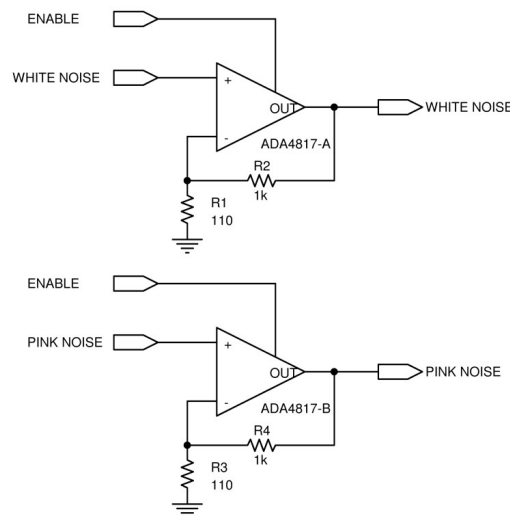 ENABLE
WHITE NOISE
+
OUT
WHITE NOISE
-
ADA4817-A
R2
1k
R1
110
ENABLE
PINK NOISE
+
OUT
PINK NOISE
-
ADA4817-B
R4
1k
R3
110